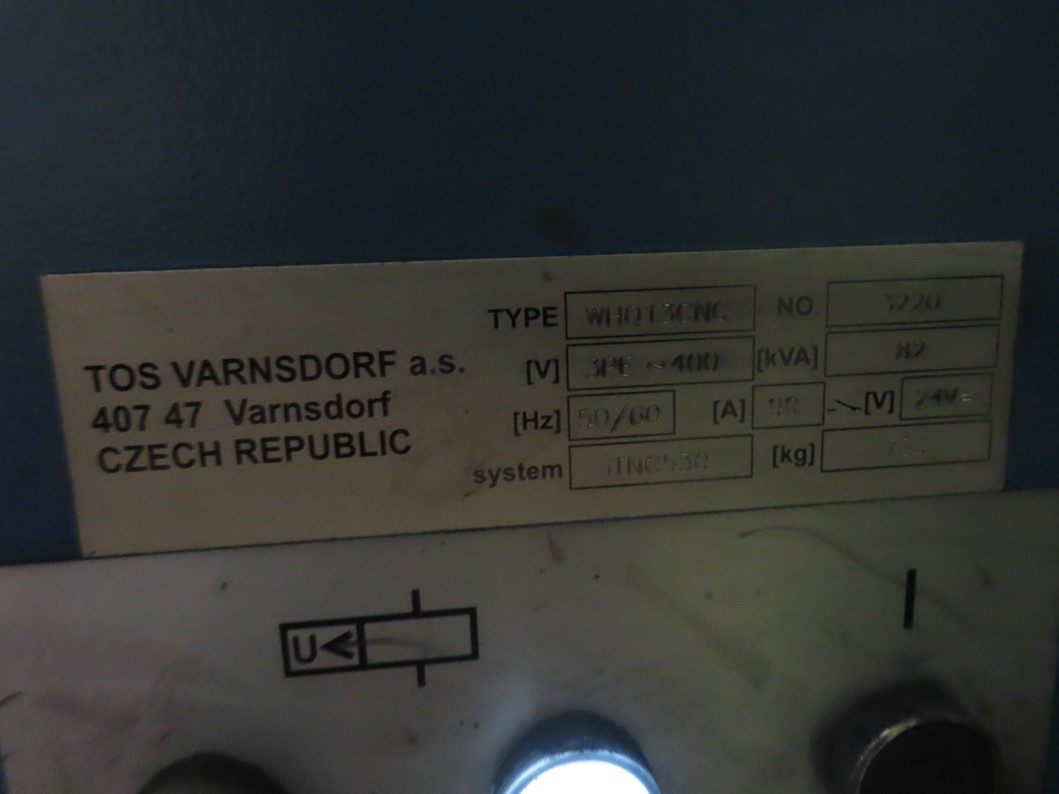 TOS VARNSDORF a.s.
407 47 Varnsdorf
CZECH REPUBLIC
TYPE WHQ13CNC NO. 3220
[V] 3PE ~400 [kVA] 82
[Hz] 50/60 [A] [V] 24V=
system iTNC530 [kg]
U<
I